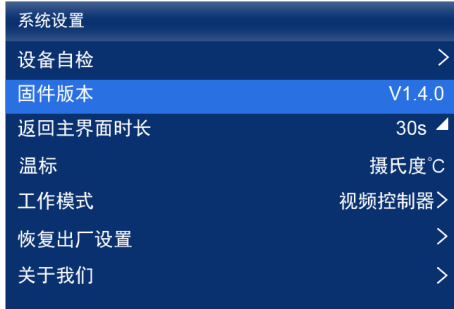 系统设置
设备自检 >
固件版本 V1.4.0
返回主界面时长 30s
温标 摄氏度°C
工作模式 视频控制器>
恢复出厂设置 >
关于我们 >